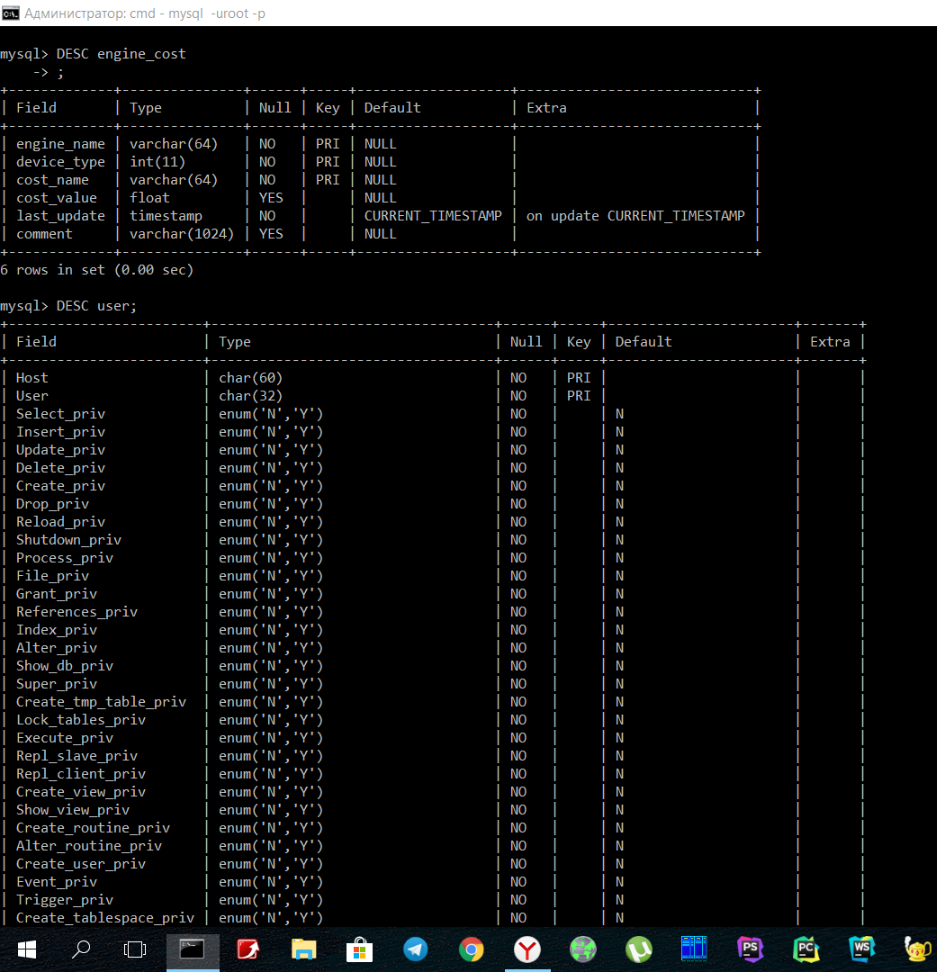 Администратор: cmd - mysql -uroot -p
mysql> DESC engine_cost
    -> ;
+-------------+---------------+------+-----+-------------------+-----------------------------+
| Field       | Type          | Null | Key | Default           | Extra                       |
+-------------+---------------+------+-----+-------------------+-----------------------------+
| engine_name | varchar(64)   | NO   | PRI | NULL              |                             |
| device_type | int(11)       | NO   | PRI | NULL              |                             |
| cost_name   | varchar(64)   | NO   | PRI | NULL              |                             |
| cost_value  | float         | YES  |     | NULL              |                             |
| last_update | timestamp     | NO   |     | CURRENT_TIMESTAMP | on update CURRENT_TIMESTAMP |
| comment     | varchar(1024) | YES  |     | NULL              |                             |
+-------------+---------------+------+-----+-------------------+-----------------------------+
6 rows in set (0.00 sec)
mysql> DESC user;
+------------------------+-----------------------------------+------+-----+-----------------------+-------+
| Field                  | Type                              | Null | Key | Default               | Extra |
+------------------------+-----------------------------------+------+-----+-----------------------+-------+
| Host                   | char(60)                          | NO   | PRI |                       |       |
| User                   | char(32)                          | NO   | PRI |                       |       |
| Select_priv            | enum('N','Y')                     | NO   |     | N                     |       |
| Insert_priv            | enum('N','Y')                     | NO   |     | N                     |       |
| Update_priv            | enum('N','Y')                     | NO   |     | N                     |       |
| Delete_priv            | enum('N','Y')                     | NO   |     | N                     |       |
| Create_priv            | enum('N','Y')                     | NO   |     | N                     |       |
| Drop_priv              | enum('N','Y')                     | NO   |     | N                     |       |
| Reload_priv            | enum('N','Y')                     | NO   |     | N                     |       |
| Shutdown_priv          | enum('N','Y')                     | NO   |     | N                     |       |
| Process_priv           | enum('N','Y')                     | NO   |     | N                     |       |
| File_priv              | enum('N','Y')                     | NO   |     | N                     |       |
| Grant_priv             | enum('N','Y')                     | NO   |     | N                     |       |
| References_priv        | enum('N','Y')                     | NO   |     | N                     |       |
| Index_priv             | enum('N','Y')                     | NO   |     | N                     |       |
| Alter_priv             | enum('N','Y')                     | NO   |     | N                     |       |
| Show_db_priv           | enum('N','Y')                     | NO   |     | N                     |       |
| Super_priv             | enum('N','Y')                     | NO   |     | N                     |       |
| Create_tmp_table_priv  | enum('N','Y')                     | NO   |     | N                     |       |
| Lock_tables_priv       | enum('N','Y')                     | NO   |     | N                     |       |
| Execute_priv           | enum('N','Y')                     | NO   |     | N                     |       |
| Repl_slave_priv        | enum('N','Y')                     | NO   |     | N                     |       |
| Repl_client_priv       | enum('N','Y')                     | NO   |     | N                     |       |
| Create_view_priv       | enum('N','Y')                     | NO   |     | N                     |       |
| Show_view_priv         | enum('N','Y')                     | NO   |     | N                     |       |
| Create_routine_priv    | enum('N','Y')                     | NO   |     | N                     |       |
| Alter_routine_priv     | enum('N','Y')                     | NO   |     | N                     |       |
| Create_user_priv       | enum('N','Y')                     | NO   |     | N                     |       |
| Event_priv             | enum('N','Y')                     | NO   |     | N                     |       |
| Trigger_priv           | enum('N','Y')                     | NO   |     | N                     |       |
| Create_tablespace_priv | enum('N','Y')                     | NO   |     | N                     |       |
PS PC WS